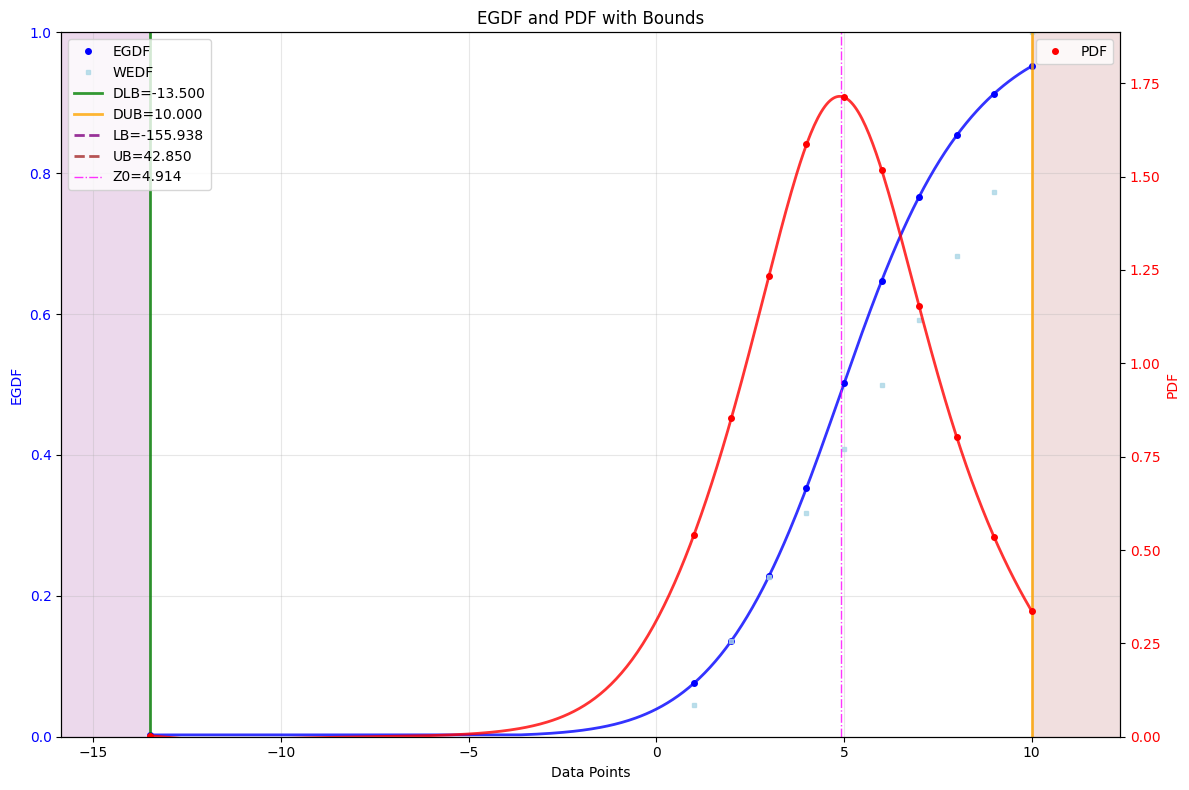 EGDF and PDF with Bounds
EGDF
WEDF
DLB=-13.500
DUB=10.000
LB=-155.938
UB=42.850
Z0=4.914
PDF
1.0
0.8
0.6
0.4
0.2
0.0
EGDF
1.75
1.50
1.25
1.00
0.75
0.50
0.25
0.00
PDF
−15
−10
−5
0
5
10
Data Points